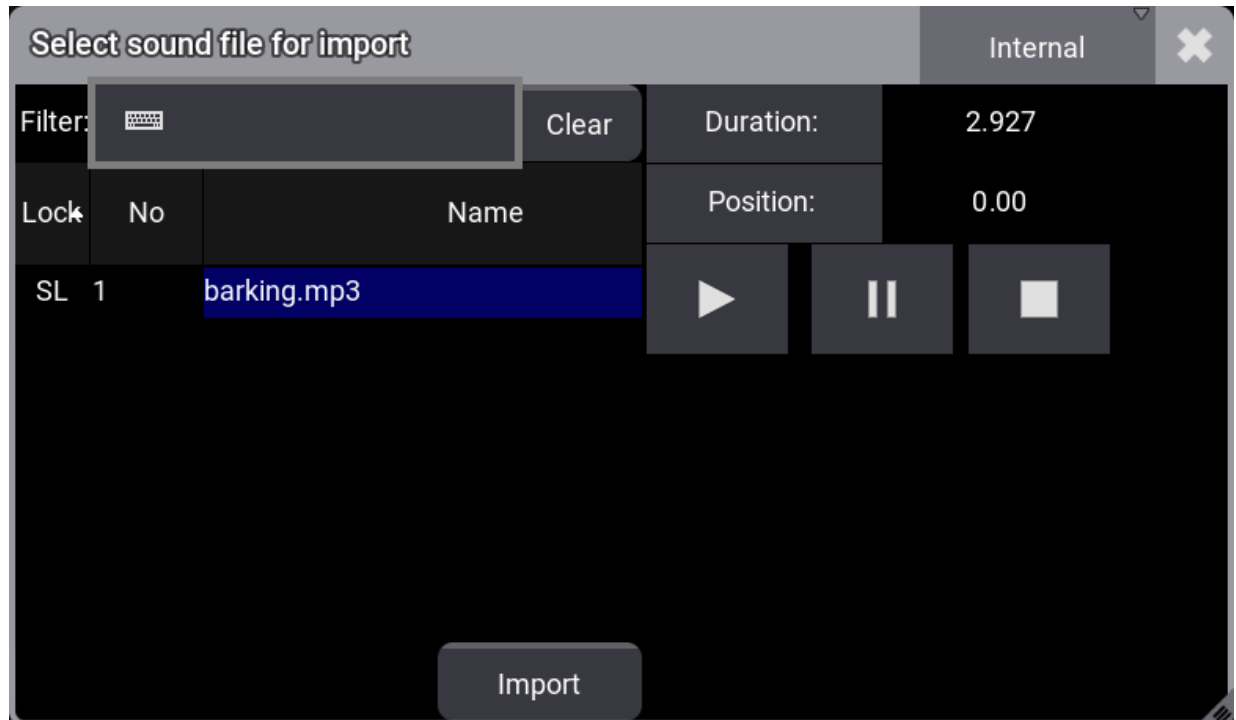 Select sound file for import
Internal
Filter:
Clear
Duration:
2.927
Lock
No
Name
Position:
0.00
SL
1
barking.mp3
Import